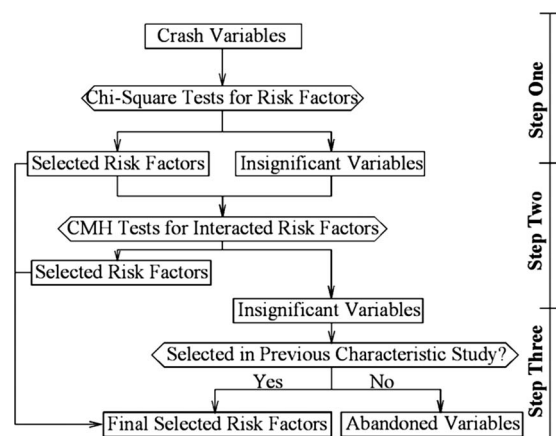 Crash Variables
Chi-Square Tests for Risk Factors
Selected Risk Factors
Insignificant Variables
CMH Tests for Interacted Risk Factors
Selected Risk Factors
Insignificant Variables
Selected in Previous Characteristic Study?
Yes
No
Final Selected Risk Factors
Abandoned Variables
Step One
Step Two
Step Three